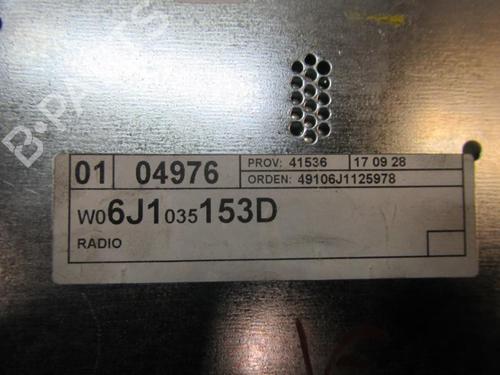 B-PARTS
01 04976 PROV: 41536 17 09 28
ORDEN: 49106J1125978
W06J1035153D
RADIO